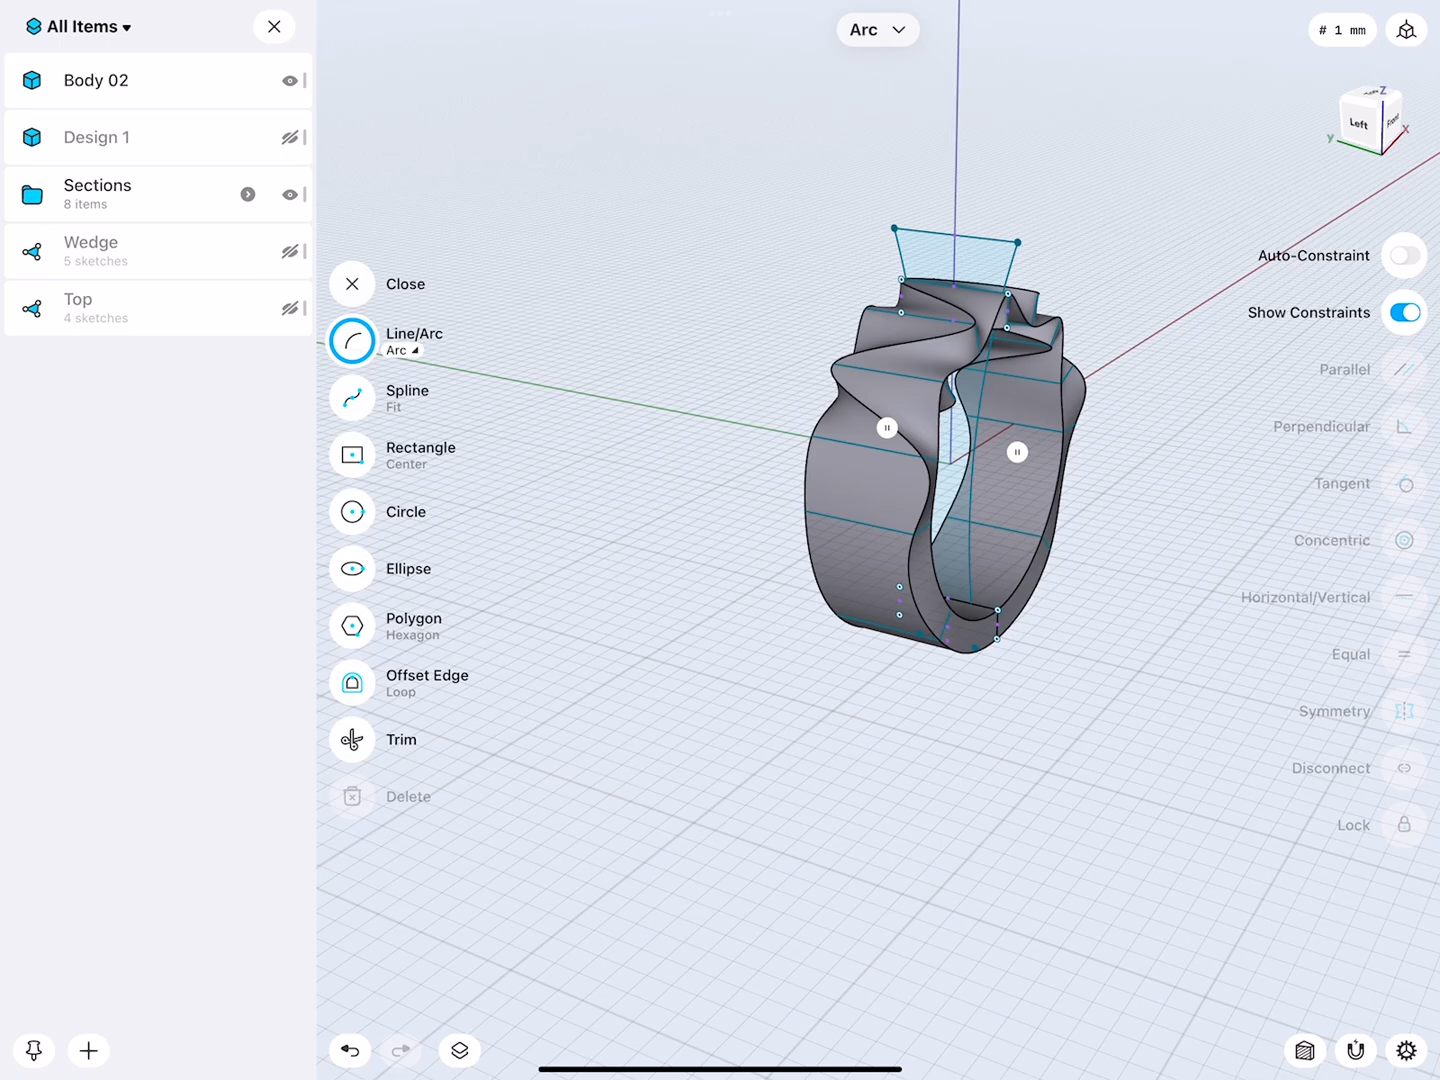 All Items
Body 02
Design 1
Sections
8 items
Wedge
5 sketches
Top
4 sketches
Arc
# 1 mm
Z
Left
Front
Y
X
Close
Line/Arc
Arc
Spline
Fit
Rectangle
Center
Circle
Ellipse
Polygon
Hexagon
Offset Edge
Loop
Trim
Delete
Auto-Constraint
Show Constraints
Parallel
Perpendicular
Tangent
Concentric
Horizontal/Vertical
Equal
Symmetry
Disconnect
Lock